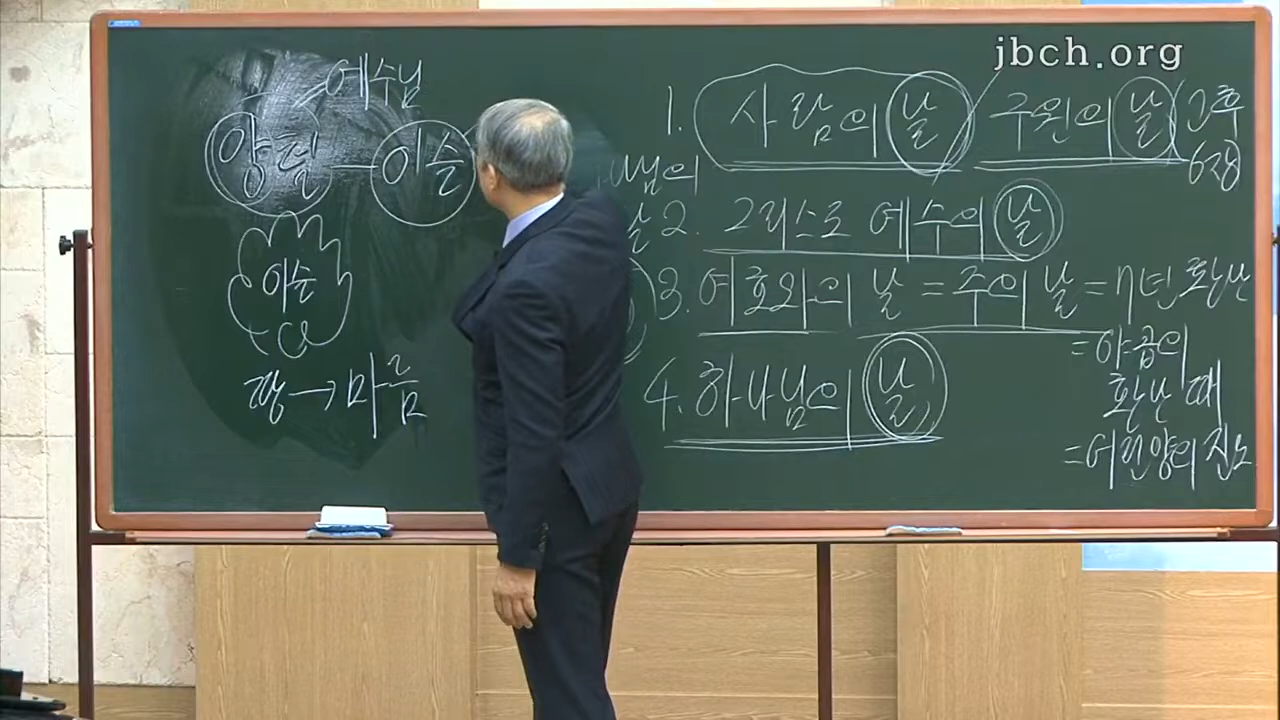 jbch.org
예수님
양털 - 이슬
이슬
땅 → 마름
1. 사람의 날 구원의 날 (고후
6장
2. 그리스도 예수의 날
3. 여호와의 날 = 주의 날 = 7년 환난
= 야곱의
환난 때
= 어린양의 진노
4. 하나님의 날